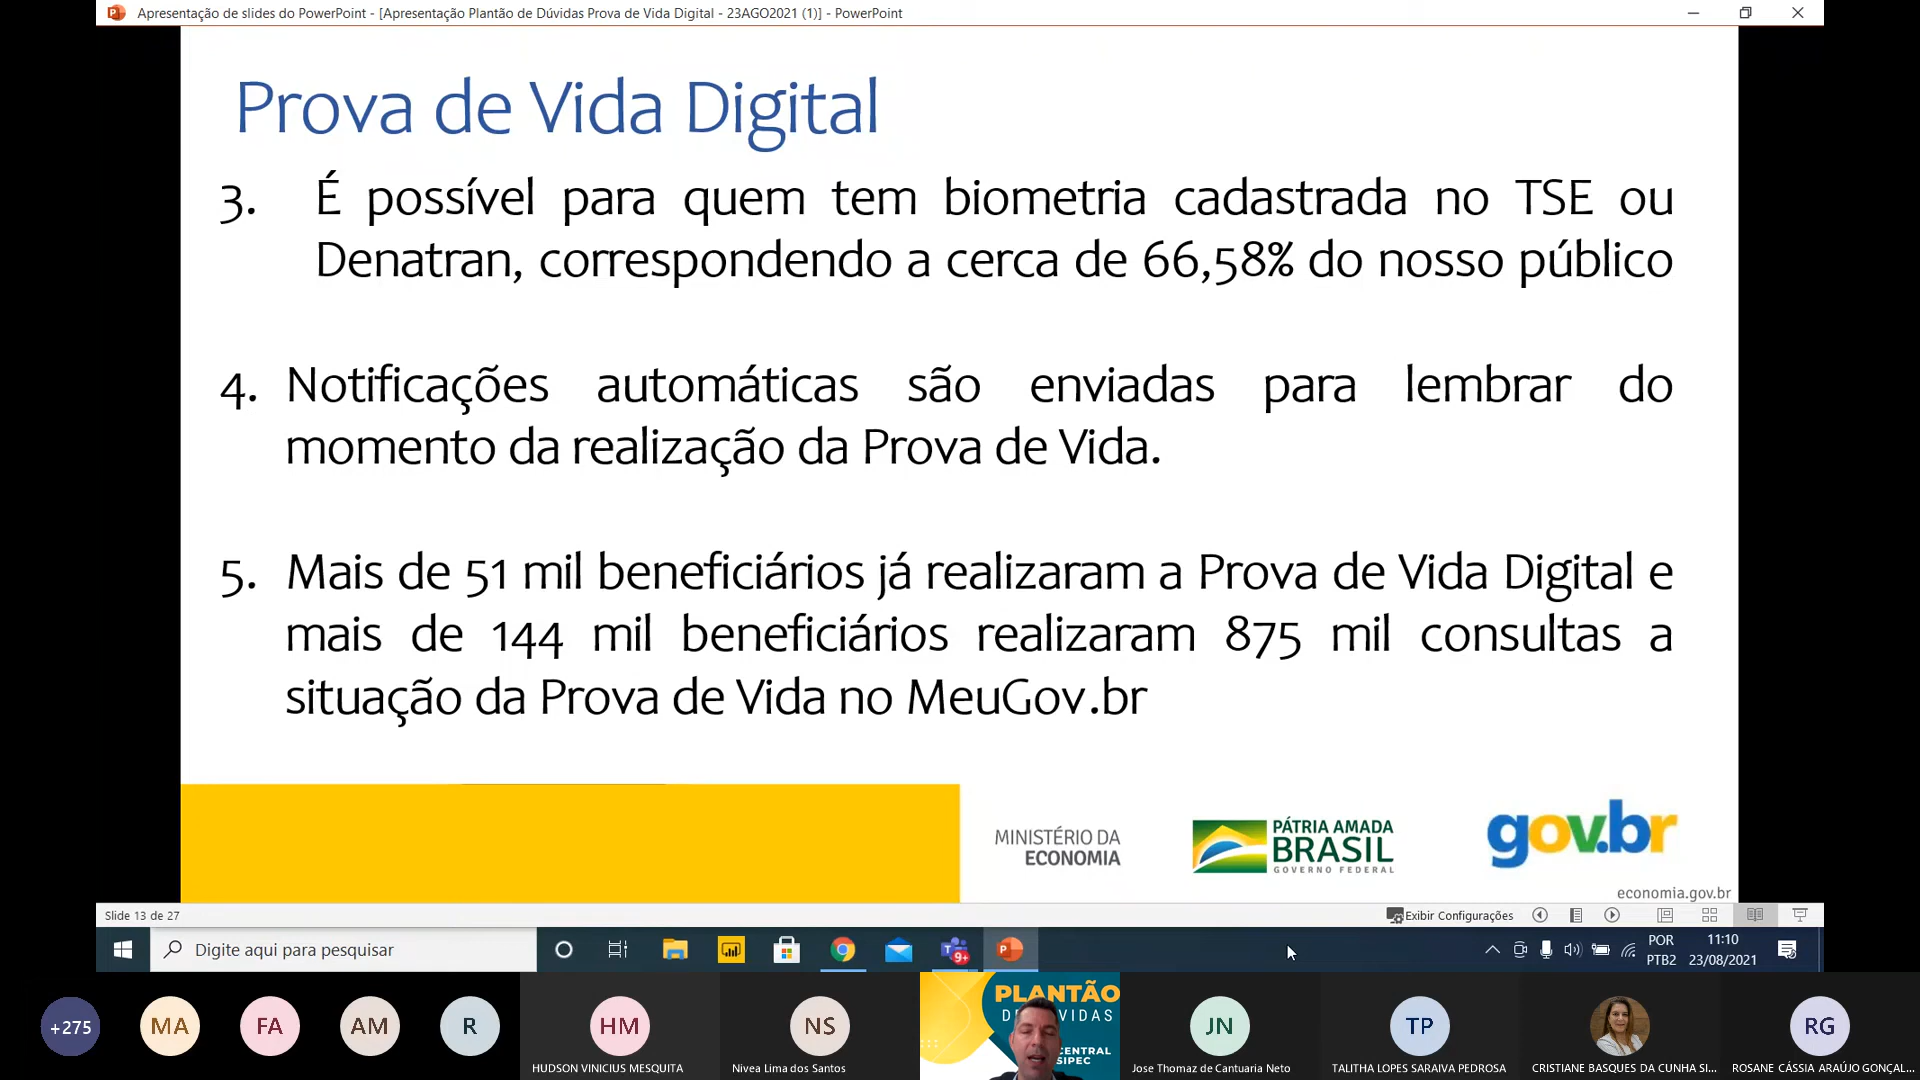 Apresentação de slides do PowerPoint - [Apresentação Plantão de Dúvidas Prova de Vida Digital - 23AGO2021 (1)] - PowerPoint
Prova de Vida Digital
3. É possível para quem tem biometria cadastrada no TSE ou
Denatran, correspondendo a cerca de 66,58% do nosso público
4. Notificações automáticas são enviadas para lembrar do
momento da realização da Prova de Vida.
5. Mais de 51 mil beneficiários já realizaram a Prova de Vida Digital e
mais de 144 mil beneficiários realizaram 875 mil consultas a
situação da Prova de Vida no MeuGov.br
MINISTÉRIO DA
ECONOMIA
PÁTRIA AMADA
BRASIL
GOVERNO FEDERAL
gov.br
economia.gov.br
Slide 13 de 27
Exibir Configurações
Digite aqui para pesquisar
9+
POR
PTB2
11:10
23/08/2021
+275
MA
FA
AM
R
HM
HUDSON VINICIUS MESQUITA
NS
Nivea Lima dos Santos
PLANTÃO
CENTRAL
SIPEC
JN
Jose Thomaz de Cantuaria Neto
TP
TALITHA LOPES SARAIVA PEDROSA
CRISTIANE BASQUES DA CUNHA SI...
RG
ROSANE CÁSSIA ARAÚJO GONÇAL...